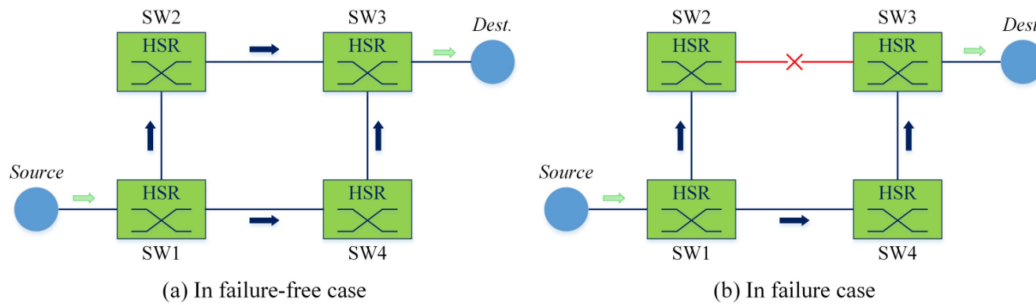 SW2
SW3
Dest.
HSR
HSR
Source
HSR
HSR
SW1
SW4
(a) In failure-free case
SW2
SW3
Dest
HSR
HSR
Source
HSR
HSR
SW1
SW4
(b) In failure case